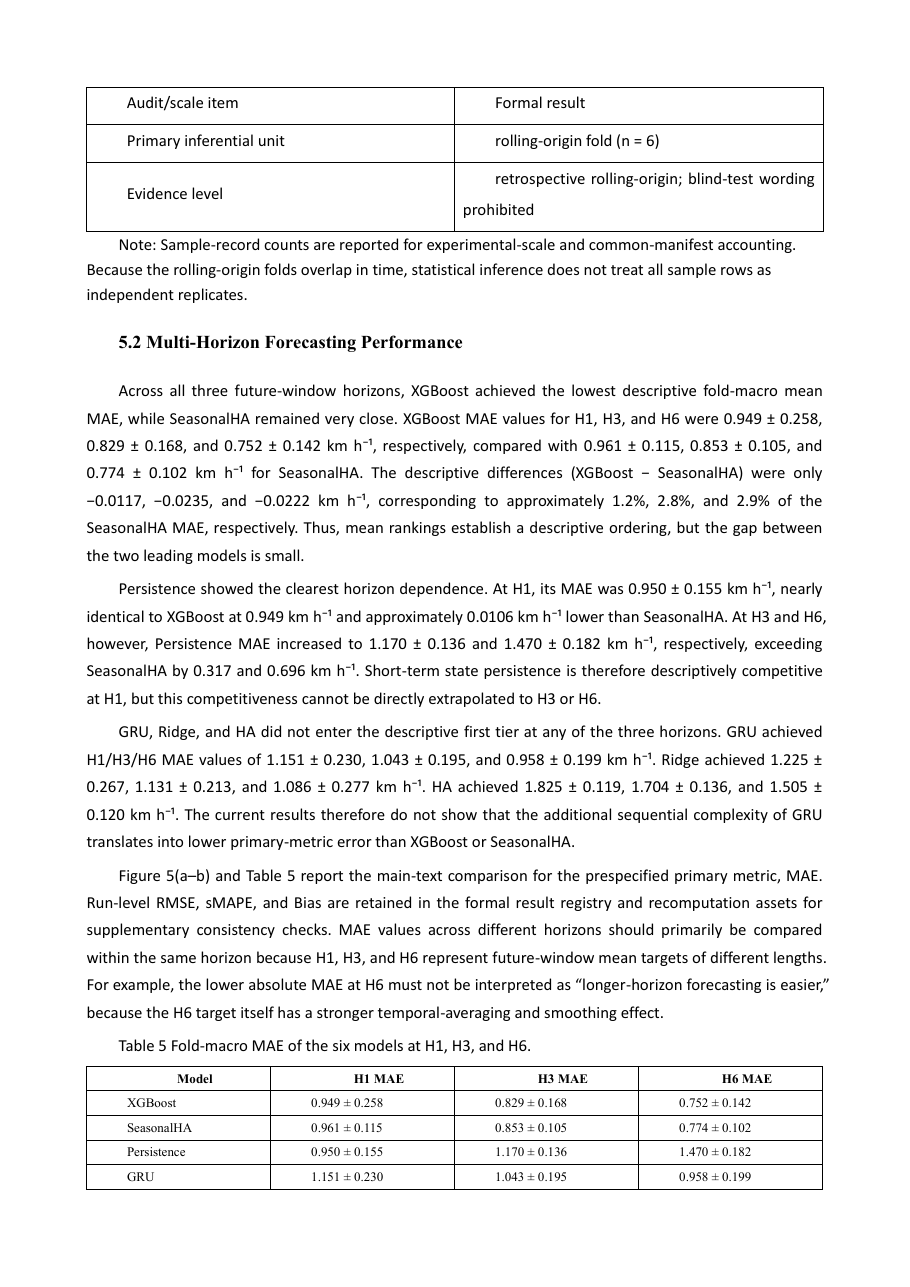 Audit/scale item Formal result
Primary inferential unit rolling-origin fold (n = 6)
Evidence level retrospective rolling-origin; blind-test wording
prohibited
Note: Sample-record counts are reported for experimental-scale and common-manifest accounting.
Because the rolling-origin folds overlap in time, statistical inference does not treat all sample rows as
independent replicates.
5.2 Multi-Horizon Forecasting Performance
Across all three future-window horizons, XGBoost achieved the lowest descriptive fold-macro mean
MAE, while SeasonalHA remained very close. XGBoost MAE values for H1, H3, and H6 were 0.949 ± 0.258,
0.829 ± 0.168, and 0.752 ± 0.142 km h⁻¹, respectively, compared with 0.961 ± 0.115, 0.853 ± 0.105, and
0.774 ± 0.102 km h⁻¹ for SeasonalHA. The descriptive differences (XGBoost − SeasonalHA) were only
−0.0117, −0.0235, and −0.0222 km h⁻¹, corresponding to approximately 1.2%, 2.8%, and 2.9% of the
SeasonalHA MAE, respectively. Thus, mean rankings establish a descriptive ordering, but the gap between
the two leading models is small.
Persistence showed the clearest horizon dependence. At H1, its MAE was 0.950 ± 0.155 km h⁻¹, nearly
identical to XGBoost at 0.949 km h⁻¹ and approximately 0.0106 km h⁻¹ lower than SeasonalHA. At H3 and H6,
however, Persistence MAE increased to 1.170 ± 0.136 and 1.470 ± 0.182 km h⁻¹, respectively, exceeding
SeasonalHA by 0.317 and 0.696 km h⁻¹. Short-term state persistence is therefore descriptively competitive
at H1, but this competitiveness cannot be directly extrapolated to H3 or H6.
GRU, Ridge, and HA did not enter the descriptive first tier at any of the three horizons. GRU achieved
H1/H3/H6 MAE values of 1.151 ± 0.230, 1.043 ± 0.195, and 0.958 ± 0.199 km h⁻¹. Ridge achieved 1.225 ±
0.267, 1.131 ± 0.213, and 1.086 ± 0.277 km h⁻¹. HA achieved 1.825 ± 0.119, 1.704 ± 0.136, and 1.505 ±
0.120 km h⁻¹. The current results therefore do not show that the additional sequential complexity of GRU
translates into lower primary-metric error than XGBoost or SeasonalHA.
Figure 5(a–b) and Table 5 report the main-text comparison for the prespecified primary metric, MAE.
Run-level RMSE, sMAPE, and Bias are retained in the formal result registry and recomputation assets for
supplementary consistency checks. MAE values across different horizons should primarily be compared
within the same horizon because H1, H3, and H6 represent future-window mean targets of different lengths.
For example, the lower absolute MAE at H6 must not be interpreted as “longer-horizon forecasting is easier,”
because the H6 target itself has a stronger temporal-averaging and smoothing effect.
Table 5 Fold-macro MAE of the six models at H1, H3, and H6.
Model H1 MAE H3 MAE H6 MAE
XGBoost 0.949 ± 0.258 0.829 ± 0.168 0.752 ± 0.142
SeasonalHA 0.961 ± 0.115 0.853 ± 0.105 0.774 ± 0.102
Persistence 0.950 ± 0.155 1.170 ± 0.136 1.470 ± 0.182
GRU 1.151 ± 0.230 1.043 ± 0.195 0.958 ± 0.199